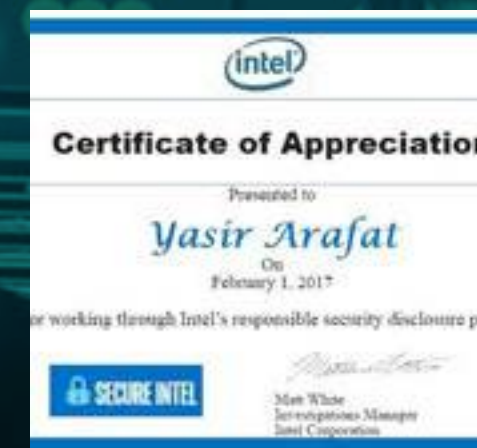 intel
Certificate of Appreciation
Presented to
Yasir Arafat
On
February 1, 2017
or working through Intel's responsible security disclosure p
SECURE INTEL
Matt White
Investigations Manager
Intel Corporation